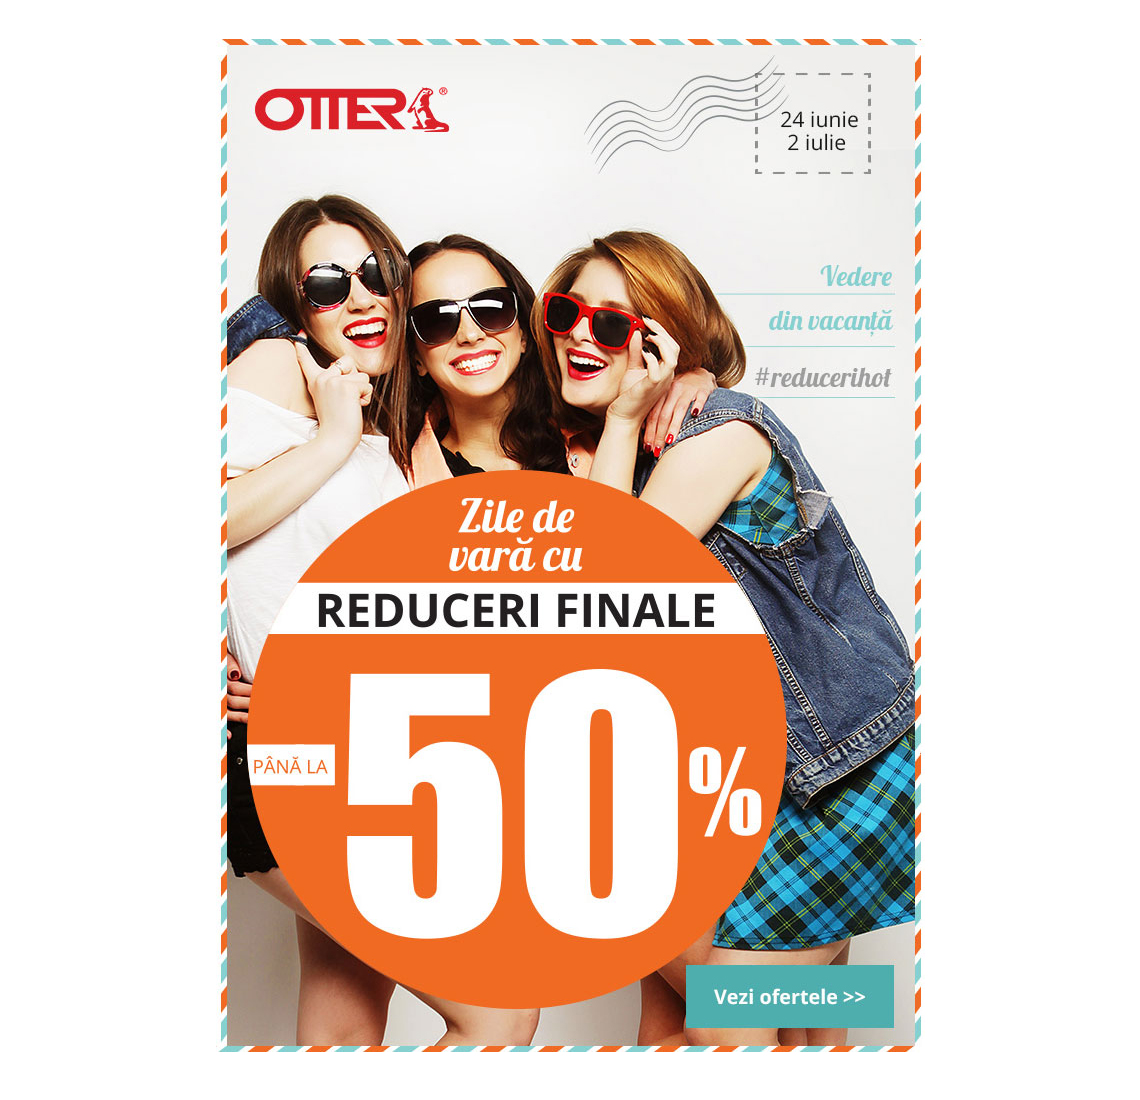 OTTER®
24 iunie
2 iulie
Vedere
din vacanță
#reducerihot
Zile de
vară cu
REDUCERI FINALE
PÂNĂ LA
-50%
Vezi ofertele >>